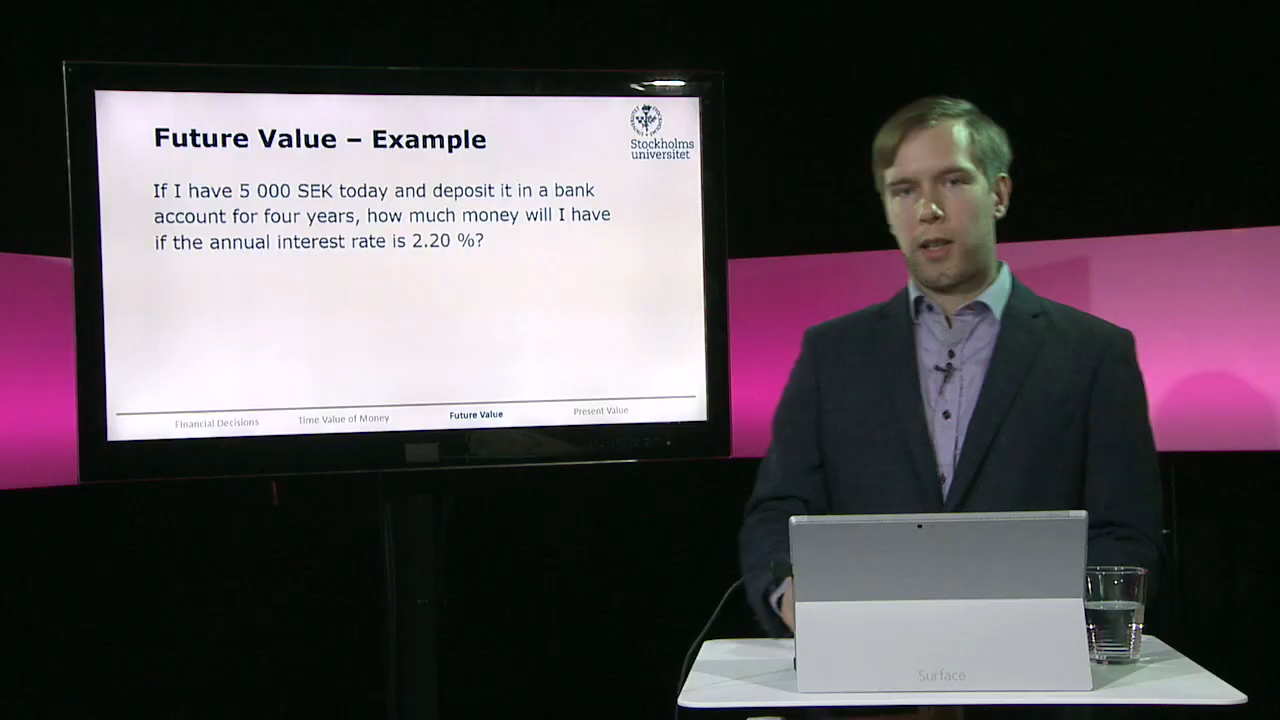 Future Value – Example
Stockholms
universitet
If I have 5 000 SEK today and deposit it in a bank
account for four years, how much money will I have
if the annual interest rate is 2.20 %?
Financial Decisions
Time Value of Money
Future Value
Present Value
Surface